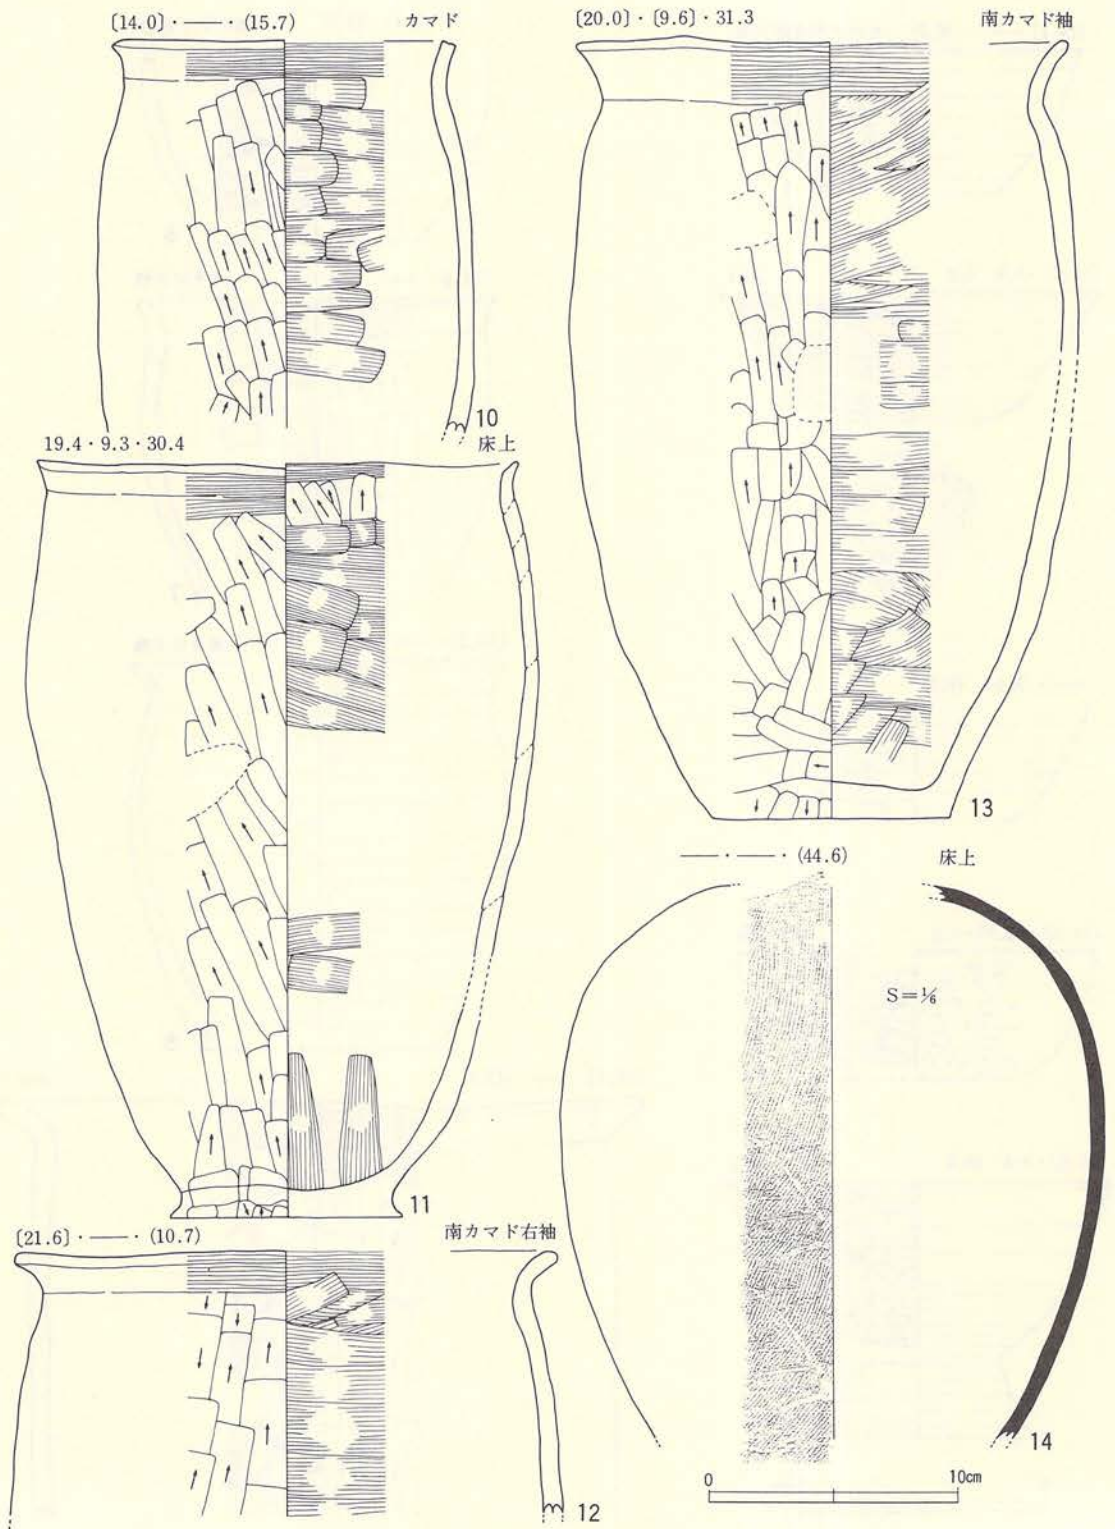 〔14.0〕・——・(15.7)　カマド
10
19.4・9.3・30.4　床上
11
〔21.6〕・——・(10.7)　南カマド右袖
12
〔20.0〕・〔9.6〕・31.3　南カマド袖
13
——・——・(44.6)　床上
S=⅙
14
0　10cm